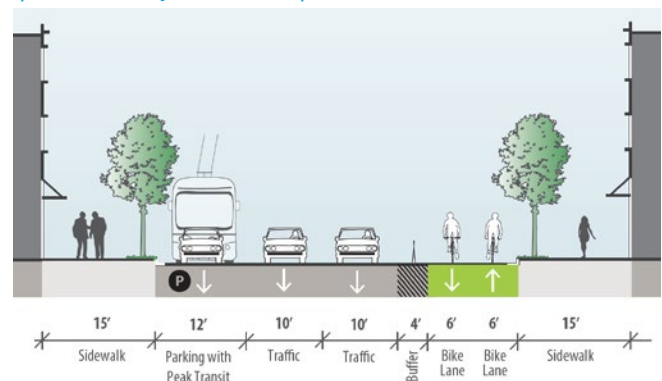 P
15’ 12’ 10’ 10’ 4’ 6’ 6’ 15’
Sidewalk Parking with Traffic Traffic Buffer Bike Bike Sidewalk
Peak Transit Lane Lane